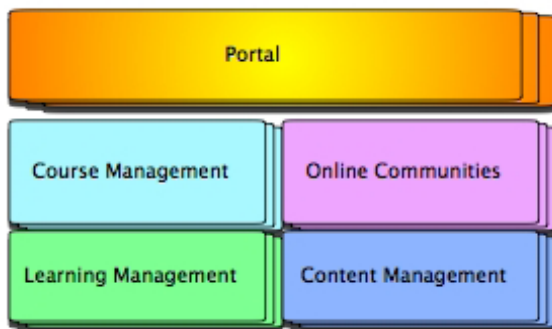 Portal
Course Management
Online Communities
Learning Management
Content Management